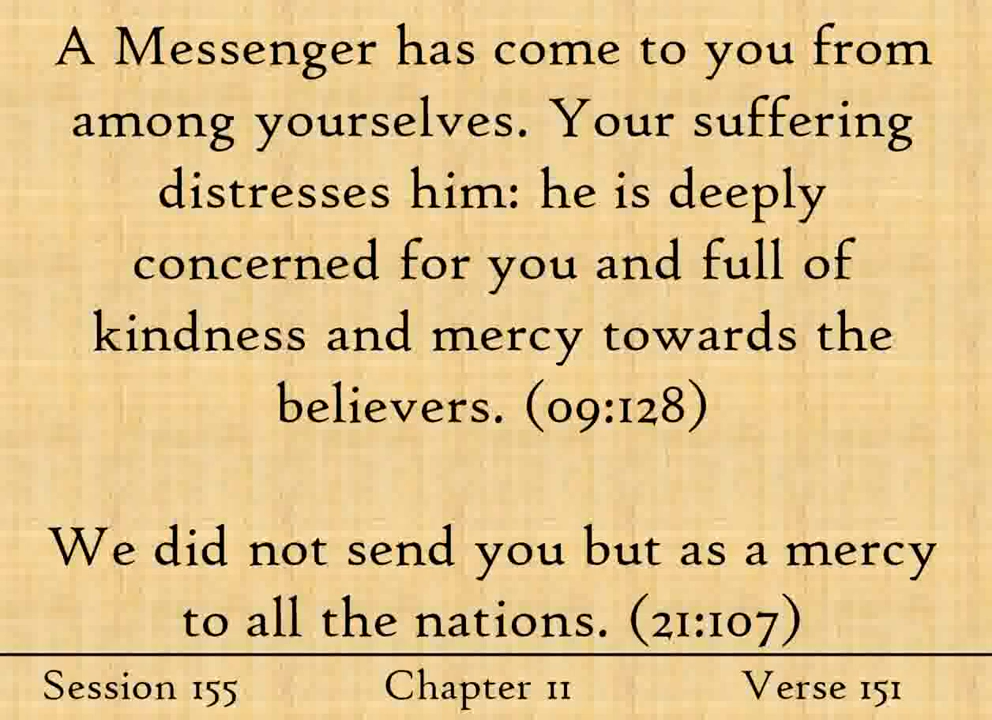 A Messenger has come to you from
among yourselves. Your suffering
distresses him: he is deeply
concerned for you and full of
kindness and mercy towards the
believers. (09:128)
We did not send you but as a mercy
to all the nations. (21:107)
Session 155 Chapter 11 Verse 151